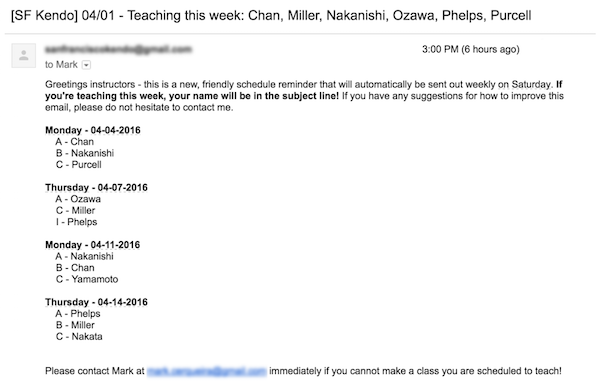 [SF Kendo] 04/01 - Teaching this week: Chan, Miller, Nakanishi, Ozawa, Phelps, Purcell
3:00 PM (6 hours ago)
to Mark
Greetings instructors - this is a new, friendly schedule reminder that will automatically be sent out weekly on Saturday. If
you're teaching this week, your name will be in the subject line! If you have any suggestions for how to improve this
email, please do not hesitate to contact me.
Monday - 04-04-2016
A - Chan
B - Nakanishi
C - Purcell
Thursday - 04-07-2016
A - Ozawa
C - Miller
I - Phelps
Monday - 04-11-2016
A - Nakanishi
B - Chan
C - Yamamoto
Thursday - 04-14-2016
A - Phelps
B - Miller
C - Nakata
Please contact Mark at immediately if you cannot make a class you are scheduled to teach!